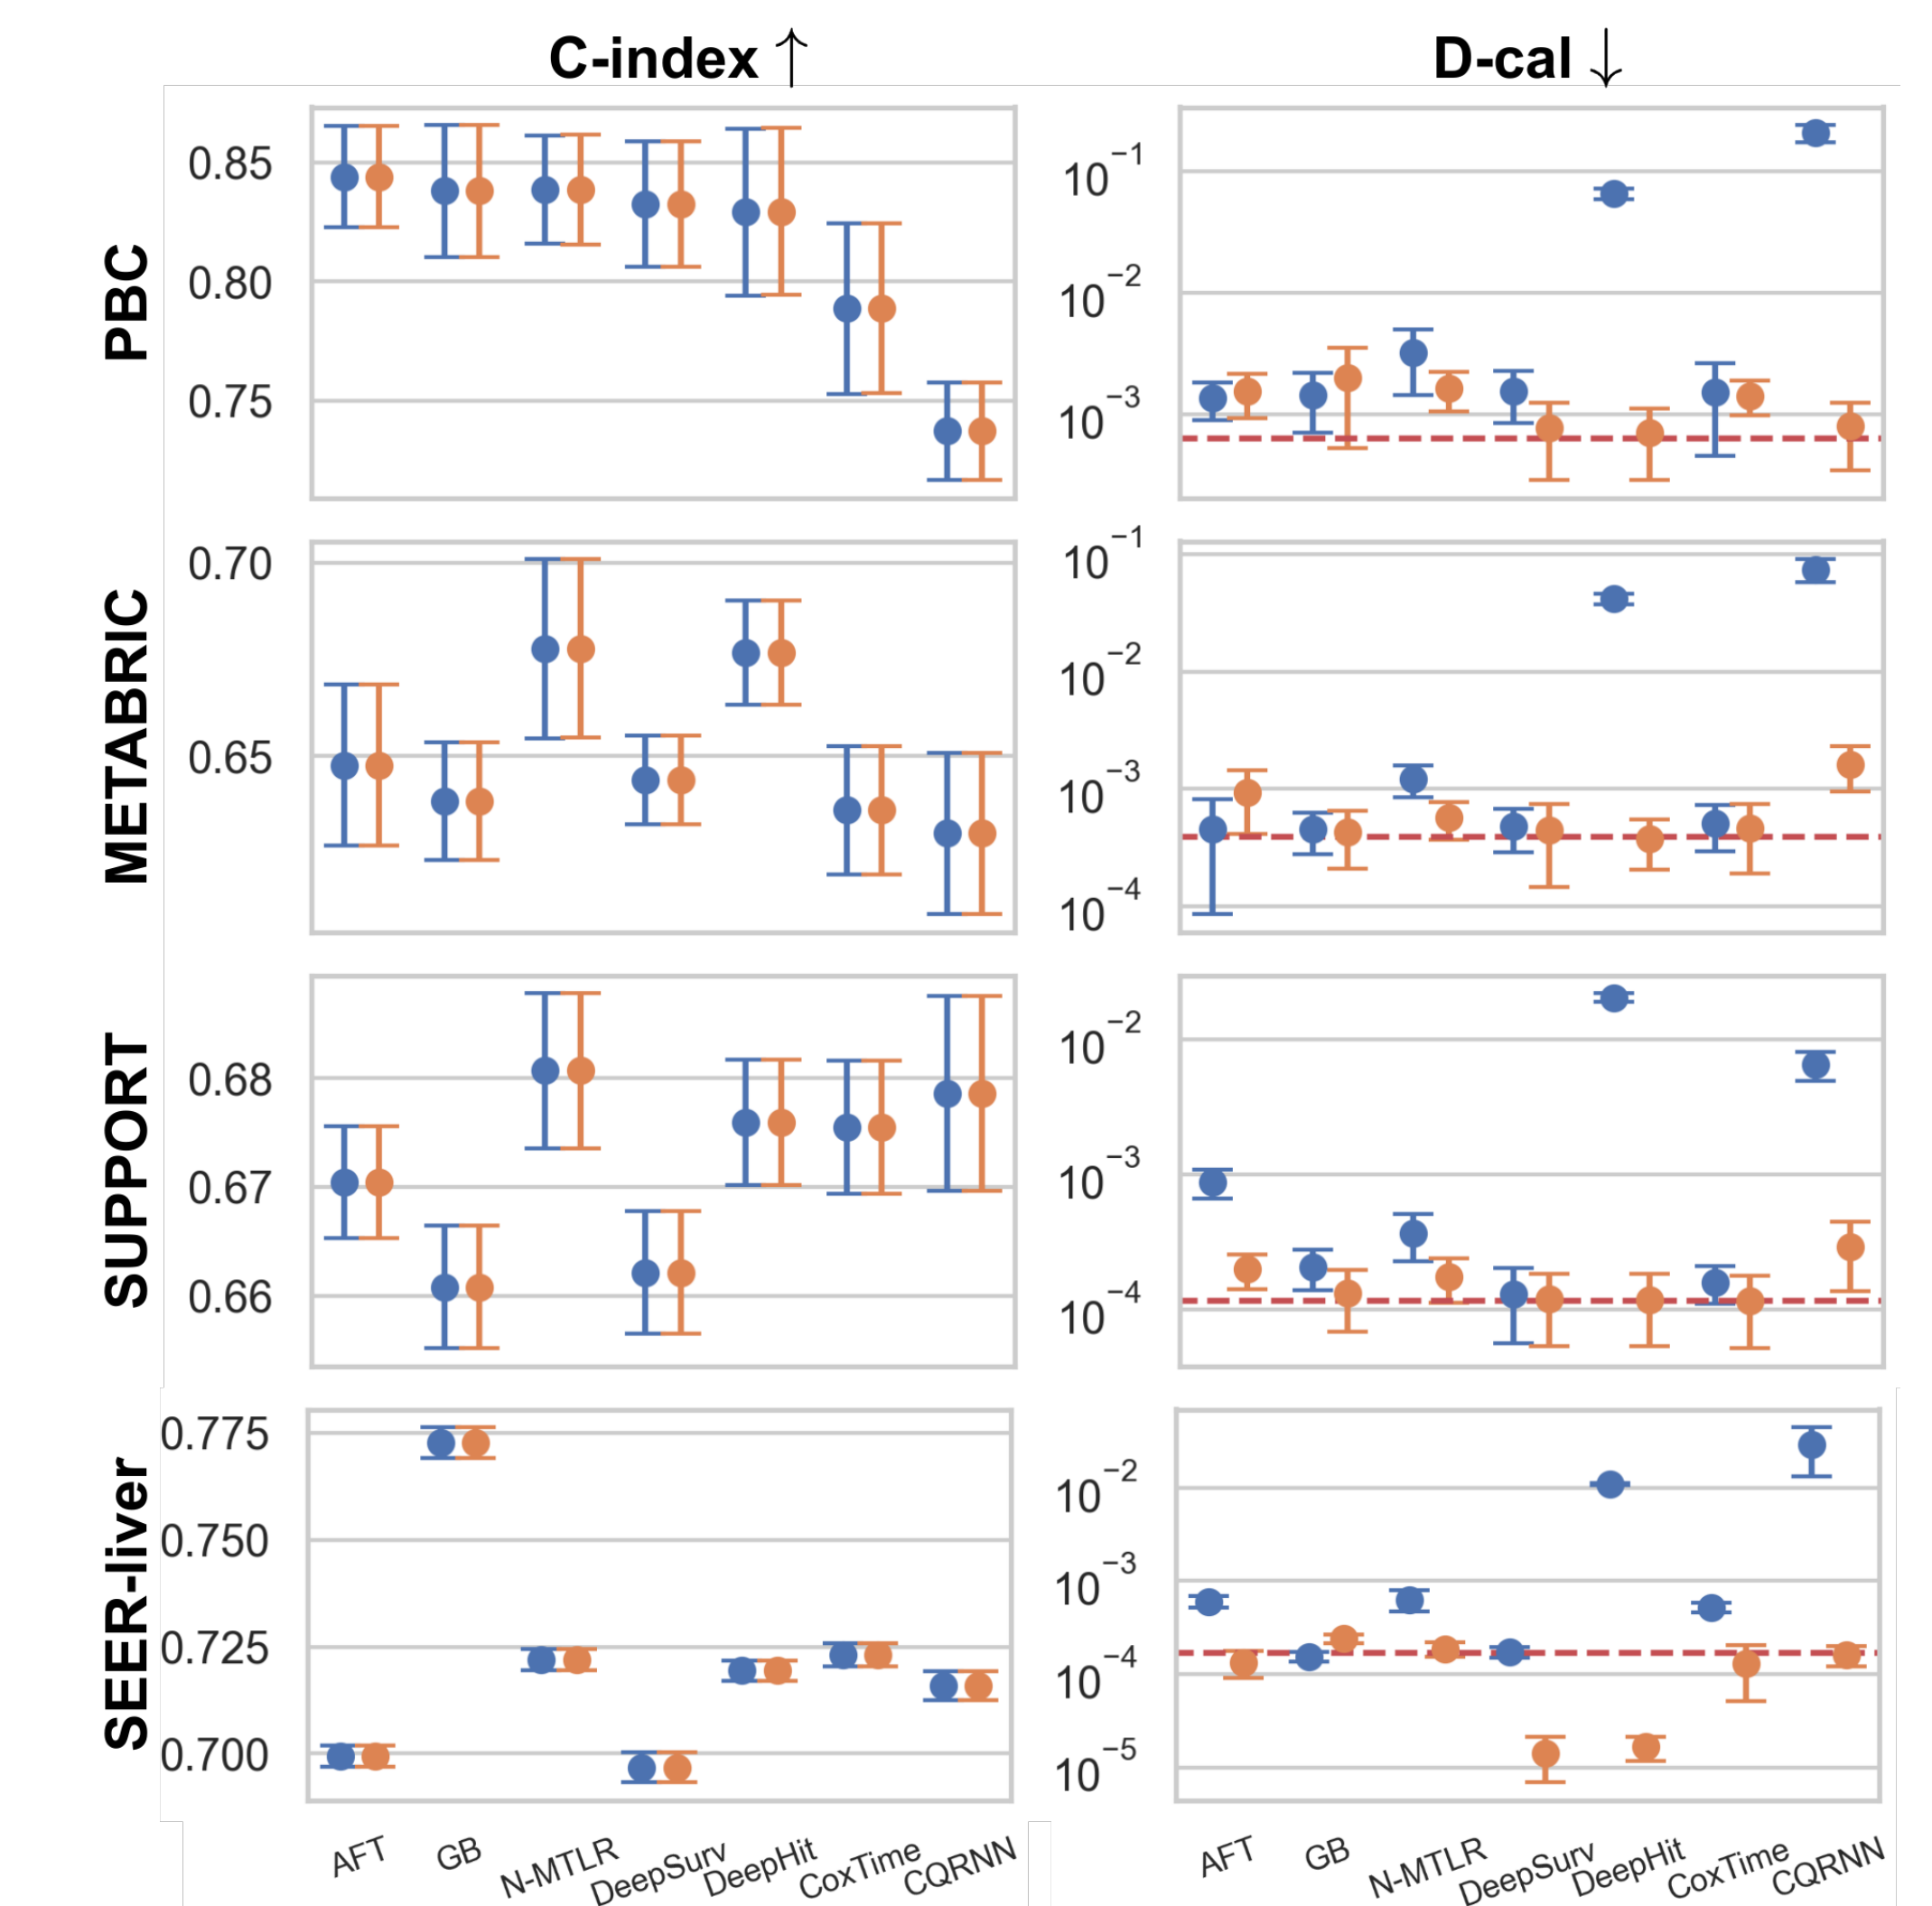 C-index ↑
D-cal ↓
PBC
0.85
0.80
0.75
10⁻¹
10⁻²
10⁻³
METABRIC
0.70
0.65
10⁻¹
10⁻²
10⁻³
10⁻⁴
SUPPORT
0.68
0.67
0.66
10⁻²
10⁻³
10⁻⁴
SEER-liver
0.775
0.750
0.725
0.700
10⁻²
10⁻³
10⁻⁴
10⁻⁵
AFT
GB
N-MTLR
DeepSurv
DeepHit
CoxTime
CQRNN
AFT
GB
N-MTLR
DeepSurv
DeepHit
CoxTime
CQRNN